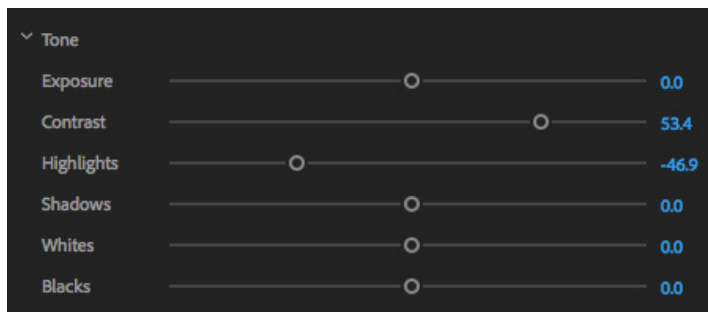 Tone
Exposure 0.0
Contrast 53.4
Highlights -46.9
Shadows 0.0
Whites 0.0
Blacks 0.0